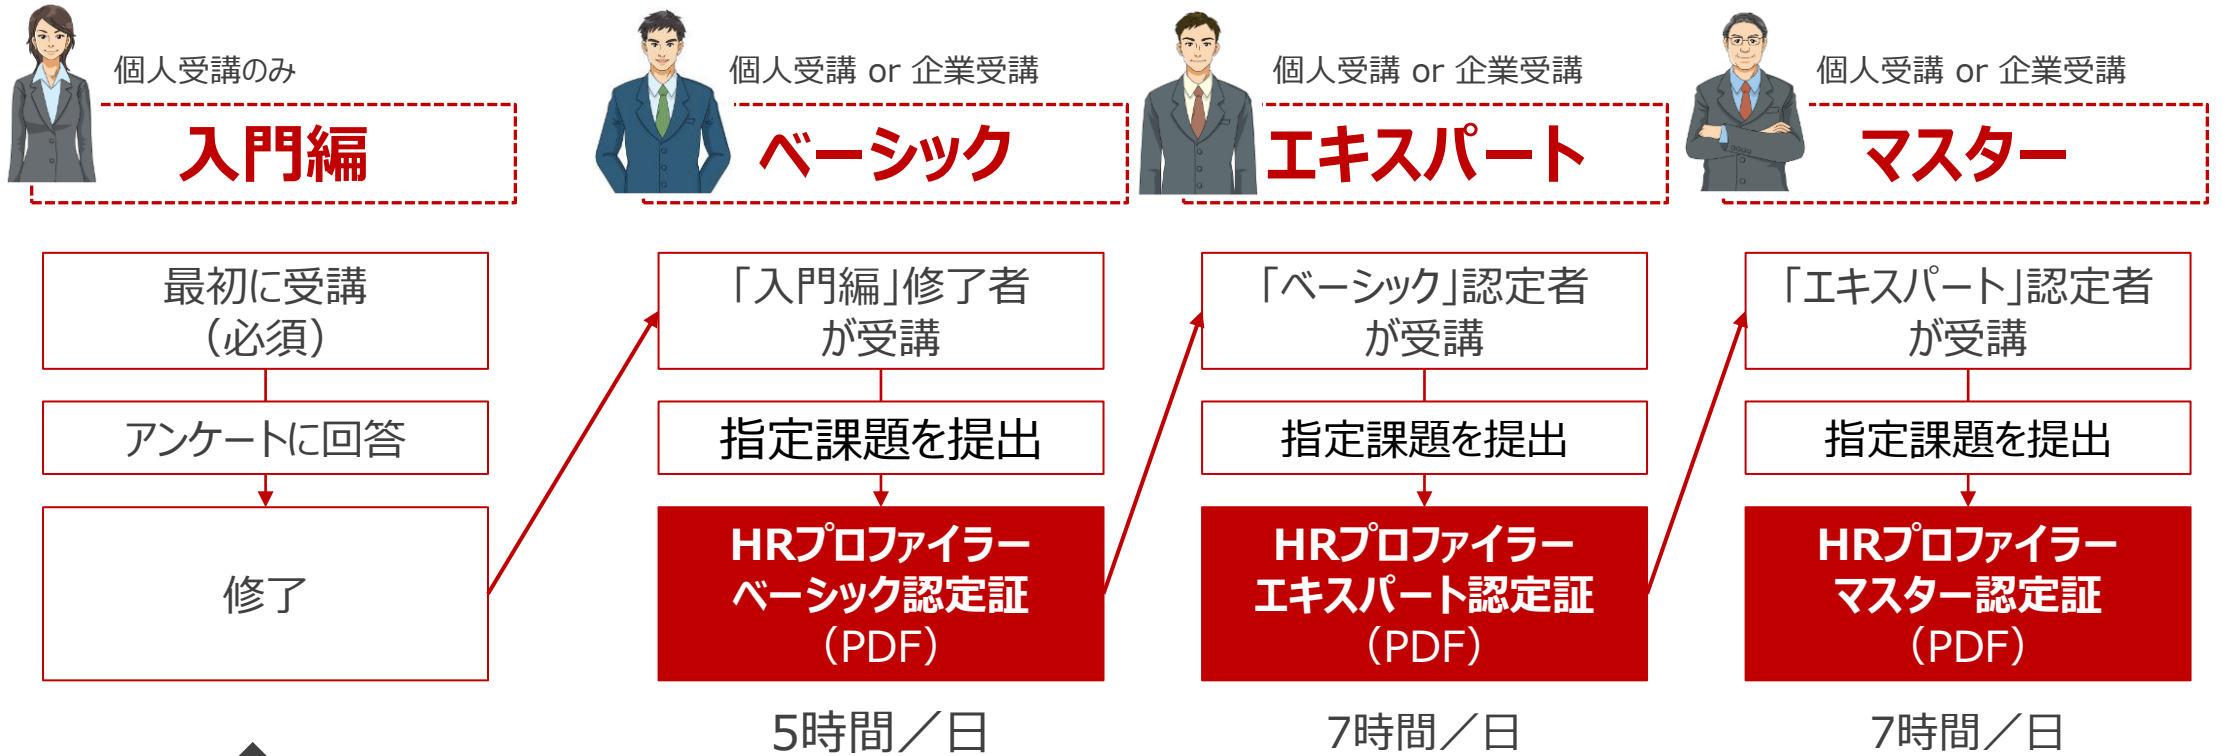 個人受講のみ
入門編
最初に受講
（必須）
アンケートに回答
修了
個人受講 or 企業受講
ベーシック
「入門編」修了者
が受講
指定課題を提出
HRプロファイラー
ベーシック認定証
（PDF）
5時間／日
個人受講 or 企業受講
エキスパート
「ベーシック」認定者
が受講
指定課題を提出
HRプロファイラー
エキスパート認定証
（PDF）
7時間／日
個人受講 or 企業受講
マスター
「エキスパート」認定者
が受講
指定課題を提出
HRプロファイラー
マスター認定証
（PDF）
7時間／日